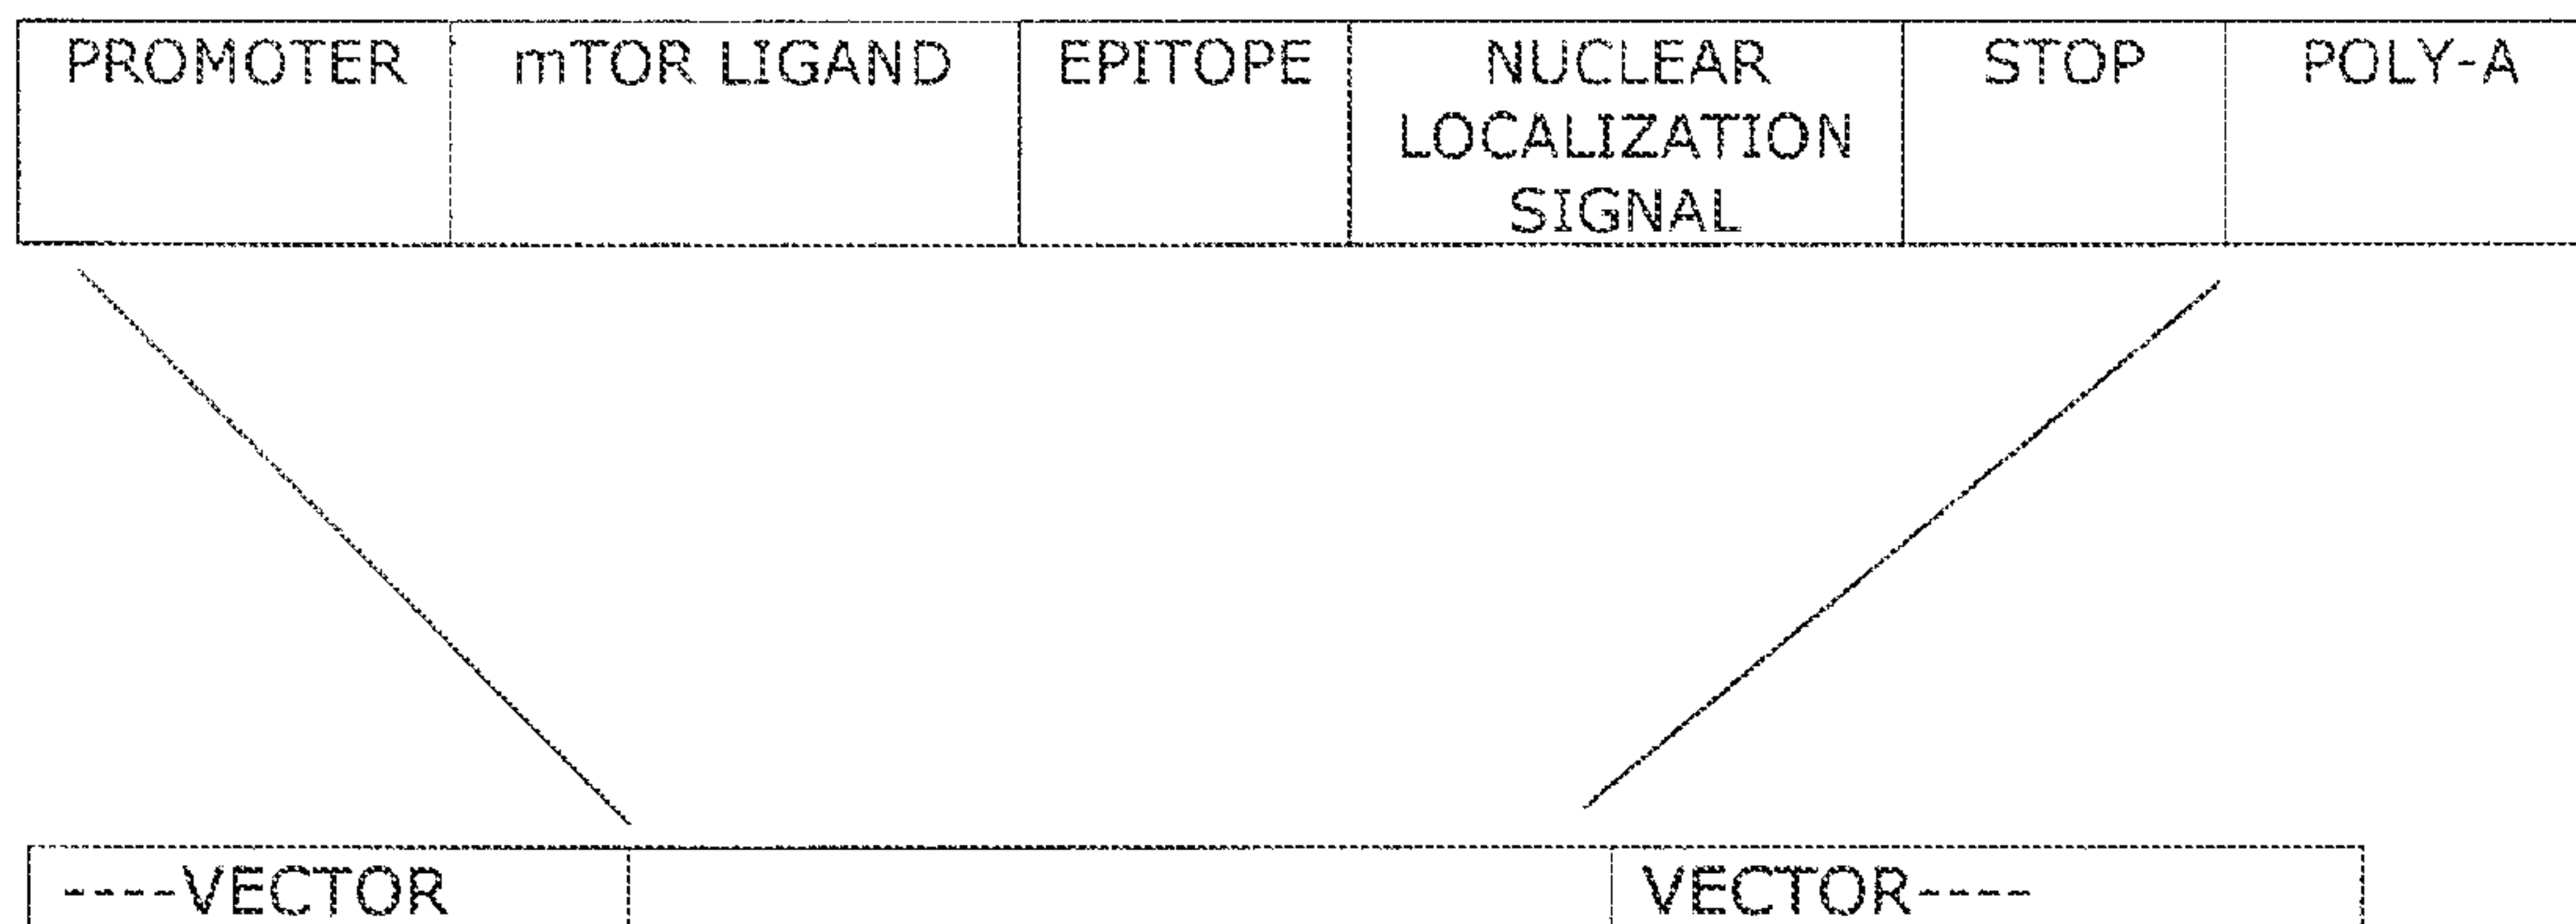 PROMOTER
mTOR LIGAND
EPITOPE
NUCLEAR
LOCALIZATION
SIGNAL
STOP
POLY-A
----VECTOR
VECTOR----